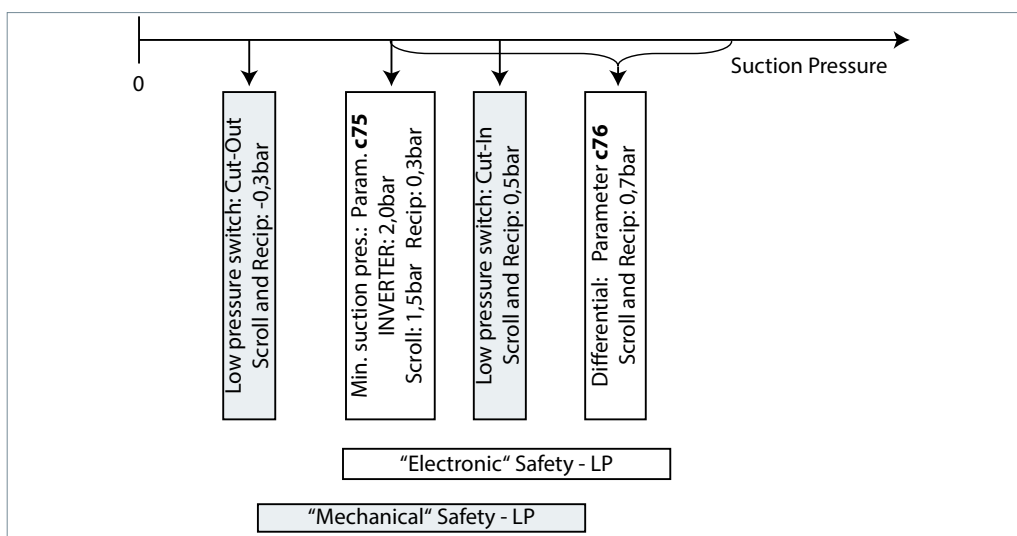 0
Suction Pressure
Low pressure switch: Cut-Out
Scroll and Recip: -0,3bar
Min. suction pres.: Param. c75
INVERTER: 2,0bar
Scroll: 1,5bar Recip: 0,3bar
Low pressure switch: Cut-In
Scroll and Recip: 0,5bar
Differential: Parameter c76
Scroll and Recip: 0,7bar
“Electronic“ Safety - LP
“Mechanical“ Safety - LP